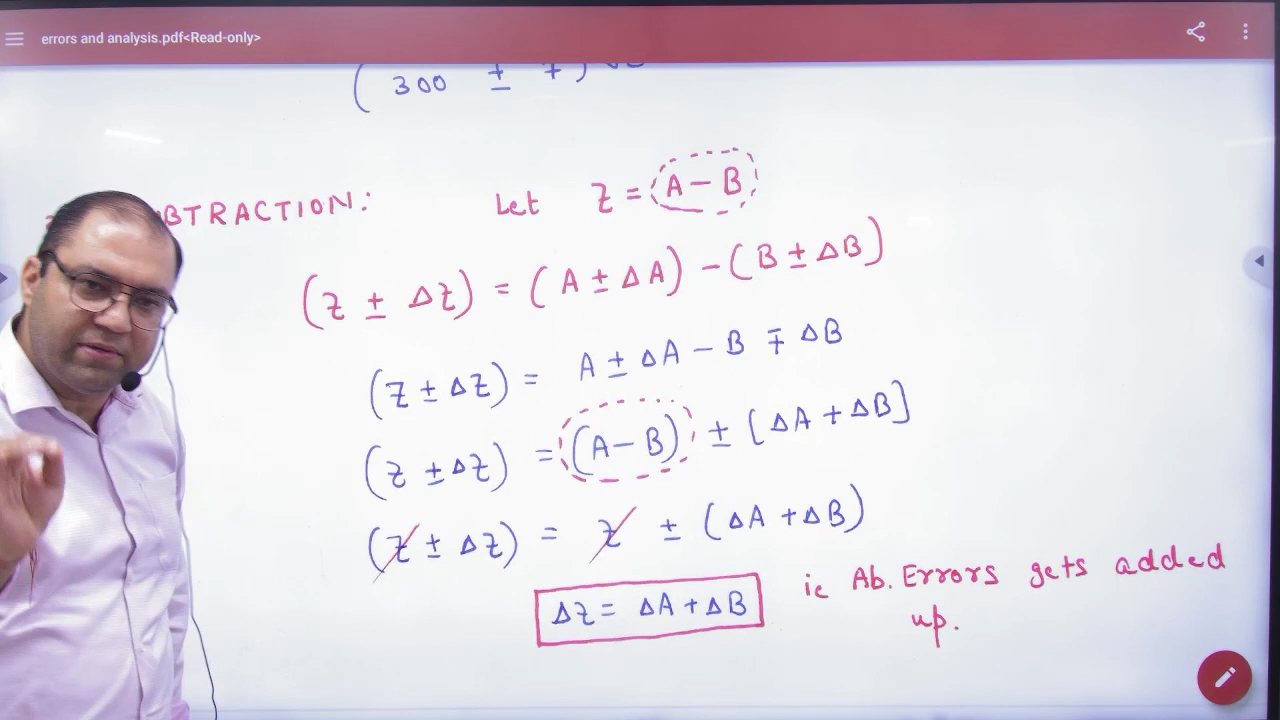 errors and analysis.pdf<Read-only>
( 300 ±
BTRACTION: Let Z = (A – B)
(Z ± ΔZ) = (A ± ΔA) – (B ± ΔB)
(Z ± ΔZ) = A ± ΔA – B ∓ ΔB
(Z ± ΔZ) = (A – B) ± [ΔA + ΔB]
(Z ± ΔZ) = Z ± (ΔA + ΔB)
ΔZ = ΔA + ΔB ie Ab. Errors gets added
up.